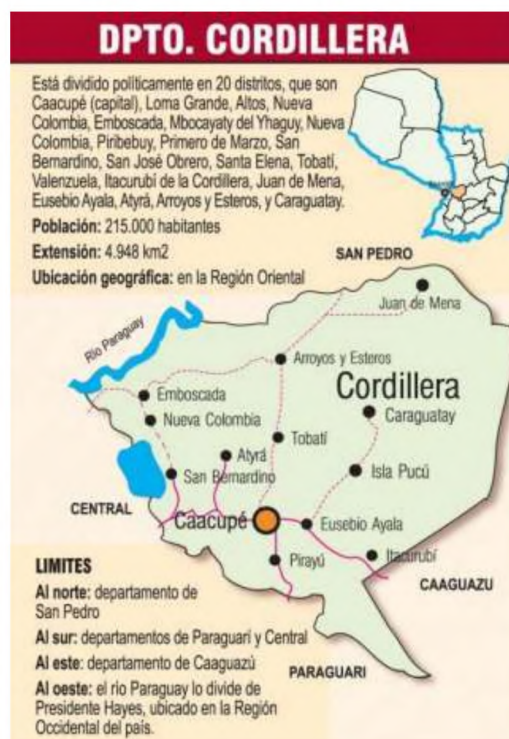 DPTO. CORDILLERA
Está dividido políticamente en 20 distritos, que son
Caacupé (capital), Loma Grande, Altos, Nueva
Colombia, Emboscada, Mbocayaty del Yhaguy, Nueva
Colombia, Piribebuy, Primero de Marzo, San
Bernardino, San José Obrero, Santa Elena, Tobatí,
Valenzuela, Itacurubí de la Cordillera, Juan de Mena,
Eusebio Ayala, Atyrá, Arroyos y Esteros, y Caraguatay.
Población: 215.000 habitantes
Extensión: 4.948 km2
Ubicación geográfica: en la Región Oriental
SAN PEDRO
Juan de Mena
Río Paraguay
Arroyos y Esteros
Cordillera
Emboscada
Caraguatay
Nueva Colombia
Tobatí
Atyrá
Isla Pucú
San Bernardino
CENTRAL
Caacupé
Eusebio Ayala
Pirayú
Itacurubí
CAAGUAZU
PARAGUARI
LIMITES
Al norte: departamento de
San Pedro
Al sur: departamentos de Paraguarí y Central
Al este: departamento de Caaguazú
Al oeste: el río Paraguay lo divide de
Presidente Hayes, ubicado en la Región
Occidental del país.